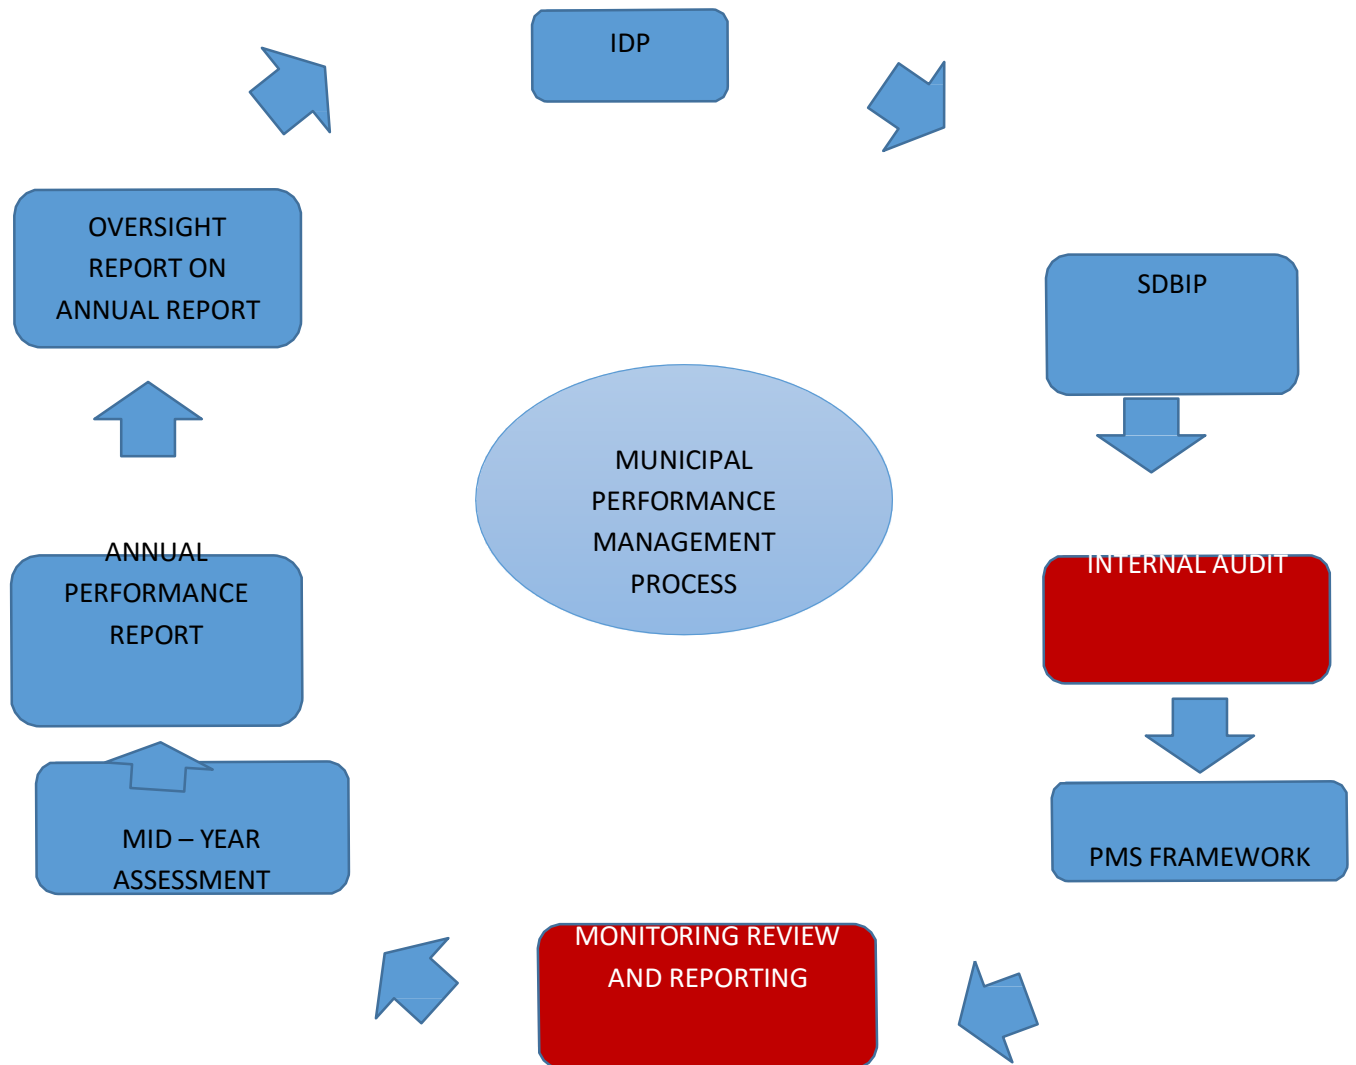 IDP
OVERSIGHT
REPORT ON
ANNUAL REPORT
SDBIP
MUNICIPAL
PERFORMANCE
MANAGEMENT
PROCESS
ANNUAL
PERFORMANCE
REPORT
INTERNAL AUDIT
MID – YEAR
ASSESSMENT
PMS FRAMEWORK
MONITORING REVIEW
AND REPORTING